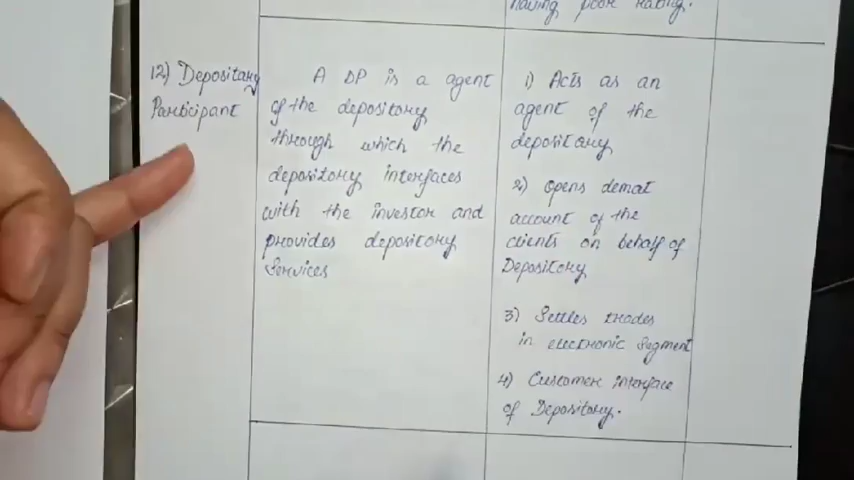 having poor rating.
12) Depositary
Participant
A DP is a agent
of the depository
through which the
depository interfaces
with the investor and
provides depository
Services
1) Acts as an
agent of the
depositary
2) Opens demat
account of the
clients on behalf of
Depository
3) Settles trades
in electronic Segment
4) Customer interface
of Depository.